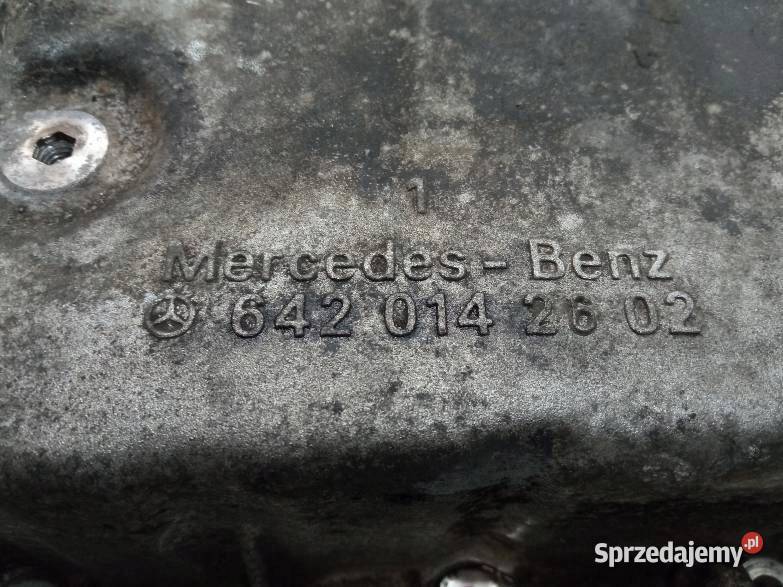 1
Mercedes-Benz
642 014 26 02
Sprzedajemy.pl